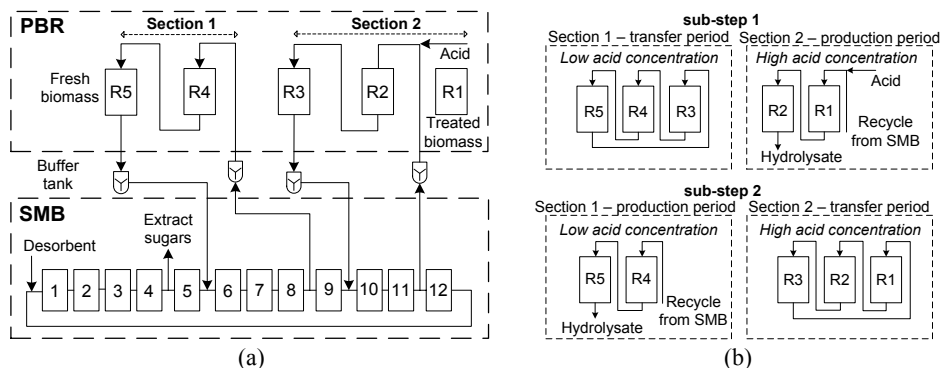 PBR
Section 1
Section 2
Acid
Fresh
biomass
R5
R4
R3
R2
R1
Treated
biomass
Buffer
tank
SMB
Extract
sugars
Desorbent
1 2 3 4 5 6 7 8 9 10 11 12
(a)
sub-step 1
Section 1 – transfer period
Section 2 – production period
Low acid concentration
High acid concentration
R5 R4 R3
R2 R1
Acid
Recycle
from SMB
Hydrolysate
sub-step 2
Section 1 – production period
Section 2 – transfer period
Low acid concentration
High acid concentration
R5 R4
R3 R2 R1
Recycle
from SMB
Hydrolysate
(b)